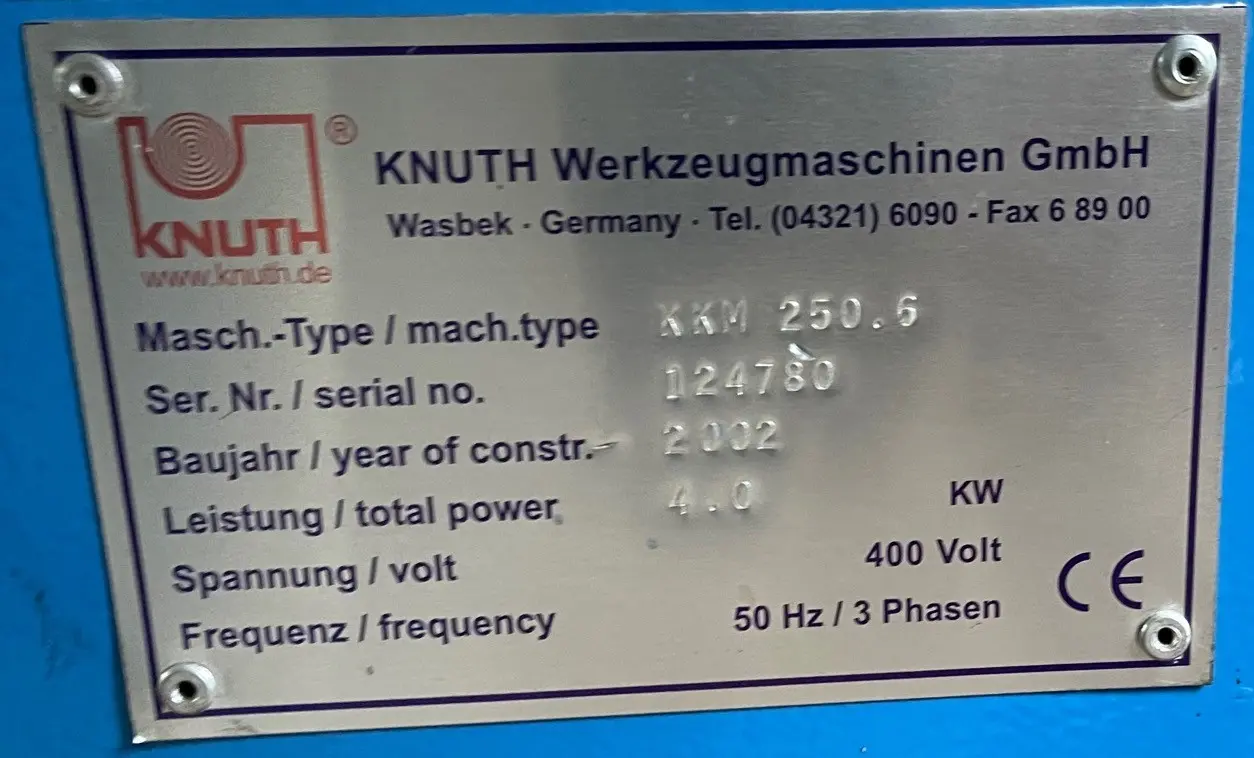 ®
KNUTH
www.knuth.de
KNUTH Werkzeugmaschinen GmbH
Wasbek · Germany · Tel. (04321) 6090 - Fax 6 89 00
Masch.-Type / mach.type KKM 250.6
Ser. Nr. / serial no. 124780
Baujahr / year of constr. 2002
Leistung / total power 4.0 KW
Spannung / volt 400 Volt
Frequenz / frequency 50 Hz / 3 Phasen
CE